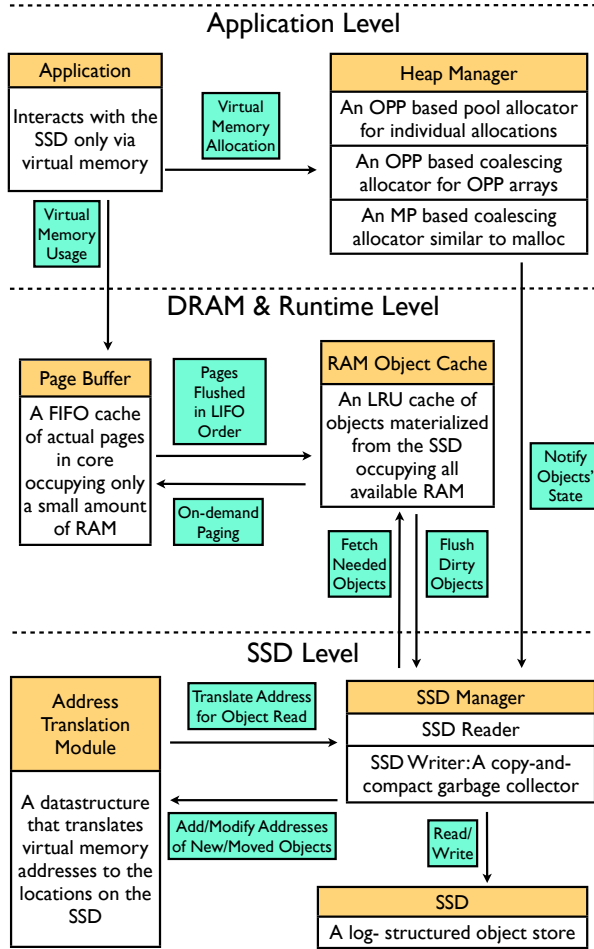 Application Level
Application
Interacts with the
SSD only via
virtual memory
Virtual
Memory
Allocation
Heap Manager
An OPP based pool allocator
for individual allocations
An OPP based coalescing
allocator for OPP arrays
An MP based coalescing
allocator similar to malloc
Virtual
Memory
Usage
DRAM & Runtime Level
Page Buffer
A FIFO cache
of actual pages
in core
occupying only
a small amount
of RAM
Pages
Flushed
in LIFO
Order
On-demand
Paging
RAM Object Cache
An LRU cache of
objects materialized
from the SSD
occupying all
available RAM
Notify
Objects'
State
Fetch
Needed
Objects
Flush
Dirty
Objects
SSD Level
Address
Translation
Module
A datastructure
that translates
virtual memory
addresses to the
locations on the
SSD
Translate Address
for Object Read
Add/Modify Addresses
of New/Moved Objects
SSD Manager
SSD Reader
SSD Writer: A copy-and-
compact garbage collector
Read/
Write
SSD
A log- structured object store